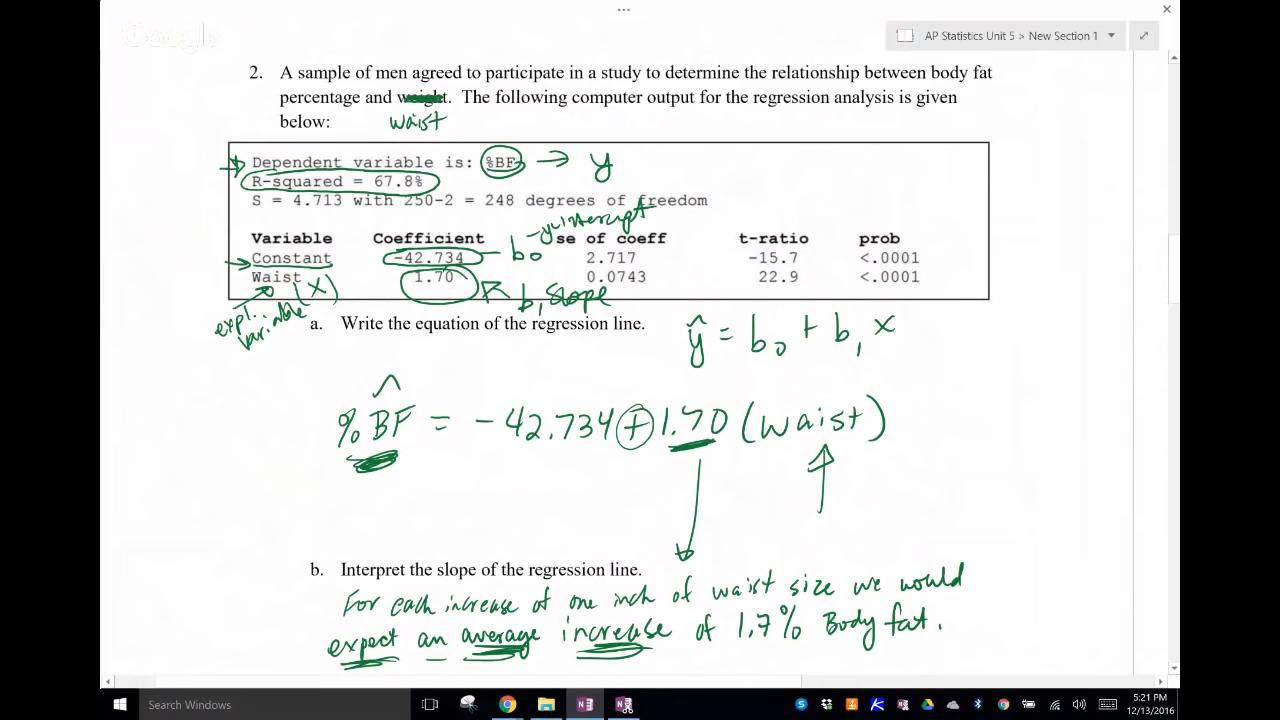 Google
AP Statistics Unit 5 > New Section 1
2. A sample of men agreed to participate in a study to determine the relationship between body fat
percentage and weight. The following computer output for the regression analysis is given
below:
waist
Dependent variable is: %BF → y
R-squared = 67.8%
S = 4.713 with 250-2 = 248 degrees of freedom
Variable Coefficient se of coeff t-ratio prob
Constant -42.734 2.717 -15.7 <.0001
Waist 1.70 0.0743 22.9 <.0001
b₀ -y intercept
b₁ slope
expl.. variable (X)
a. Write the equation of the regression line.
ŷ = b₀ + b₁ x
%BF^ = -42.734 + 1.70 (waist)
b. Interpret the slope of the regression line.
For each increase of one inch of waist size we would
expect an average increase of 1.7% Body fat.
Search Windows
5:21 PM
12/13/2016